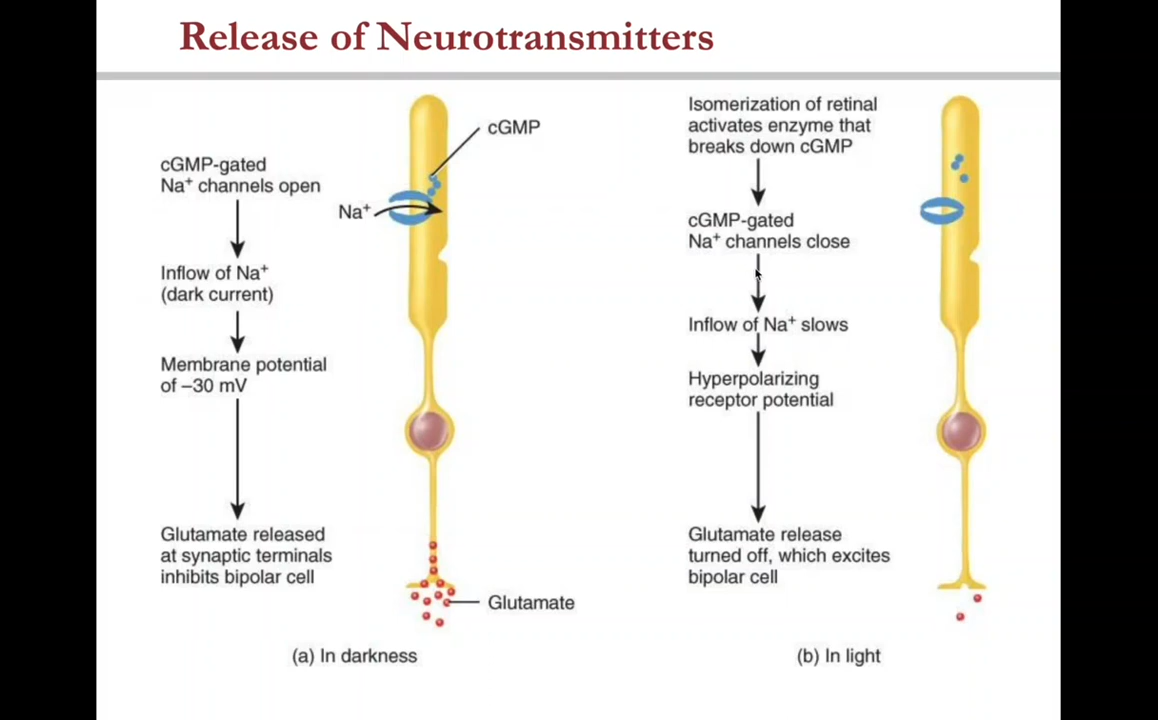 Release of Neurotransmitters
cGMP-gated
Na⁺ channels open
Inflow of Na⁺
(dark current)
Membrane potential
of –30 mV
Glutamate released
at synaptic terminals
inhibits bipolar cell
cGMP
Na⁺
Glutamate
(a) In darkness
Isomerization of retinal
activates enzyme that
breaks down cGMP
cGMP-gated
Na⁺ channels close
Inflow of Na⁺ slows
Hyperpolarizing
receptor potential
Glutamate release
turned off, which excites
bipolar cell
(b) In light